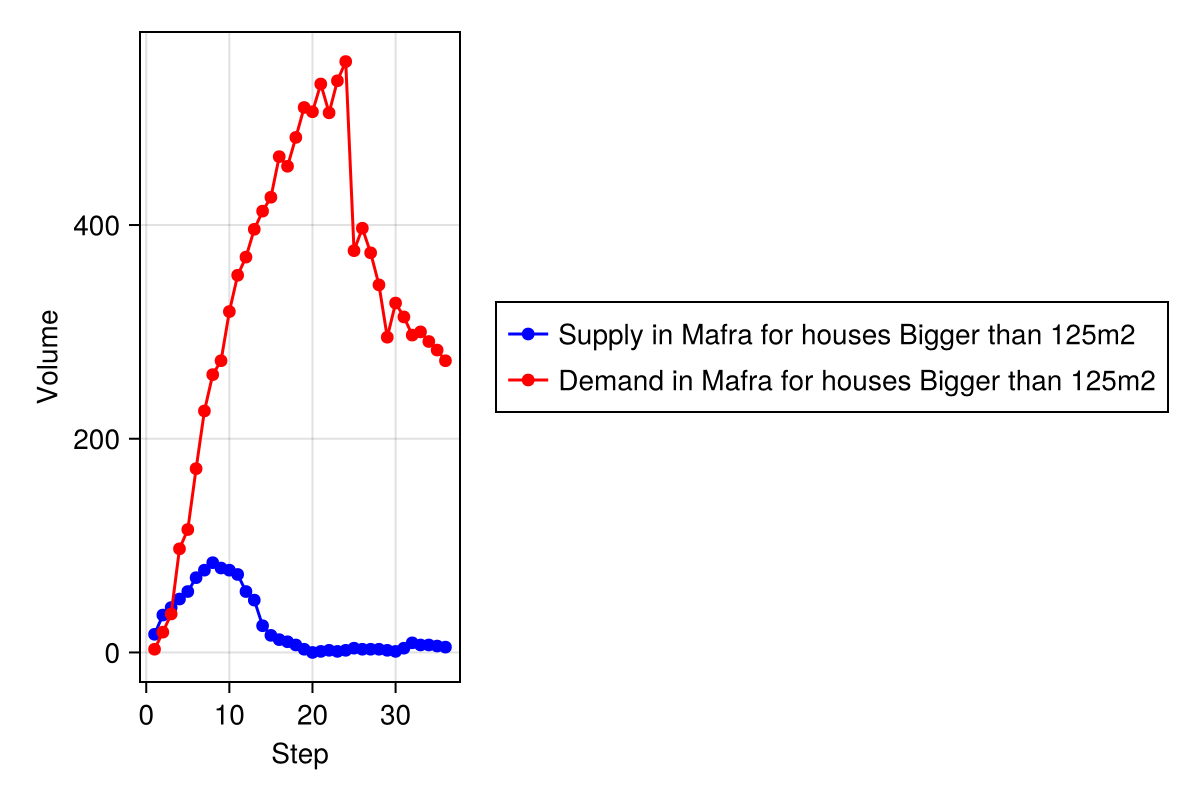 Volume
400
200
0
0 10 20 30
Step
Supply in Mafra for houses Bigger than 125m2
Demand in Mafra for houses Bigger than 125m2